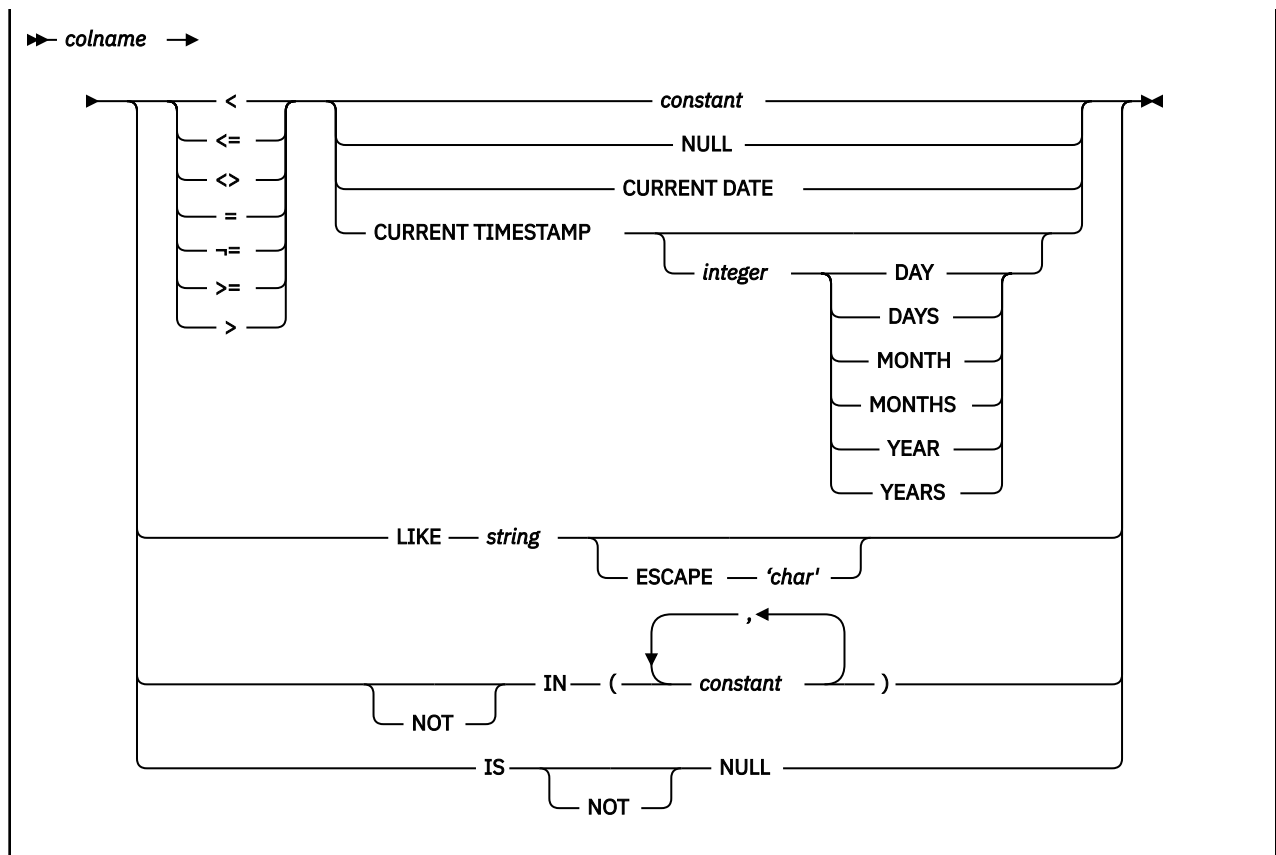 colname
< constant
<= NULL
<> CURRENT DATE
=
CURRENT TIMESTAMP
¬=
integer DAY
>=
DAYS
>
MONTH
MONTHS
YEAR
YEARS
LIKE string
ESCAPE ‘char'
,
IN ( constant )
NOT
IS NULL
NOT